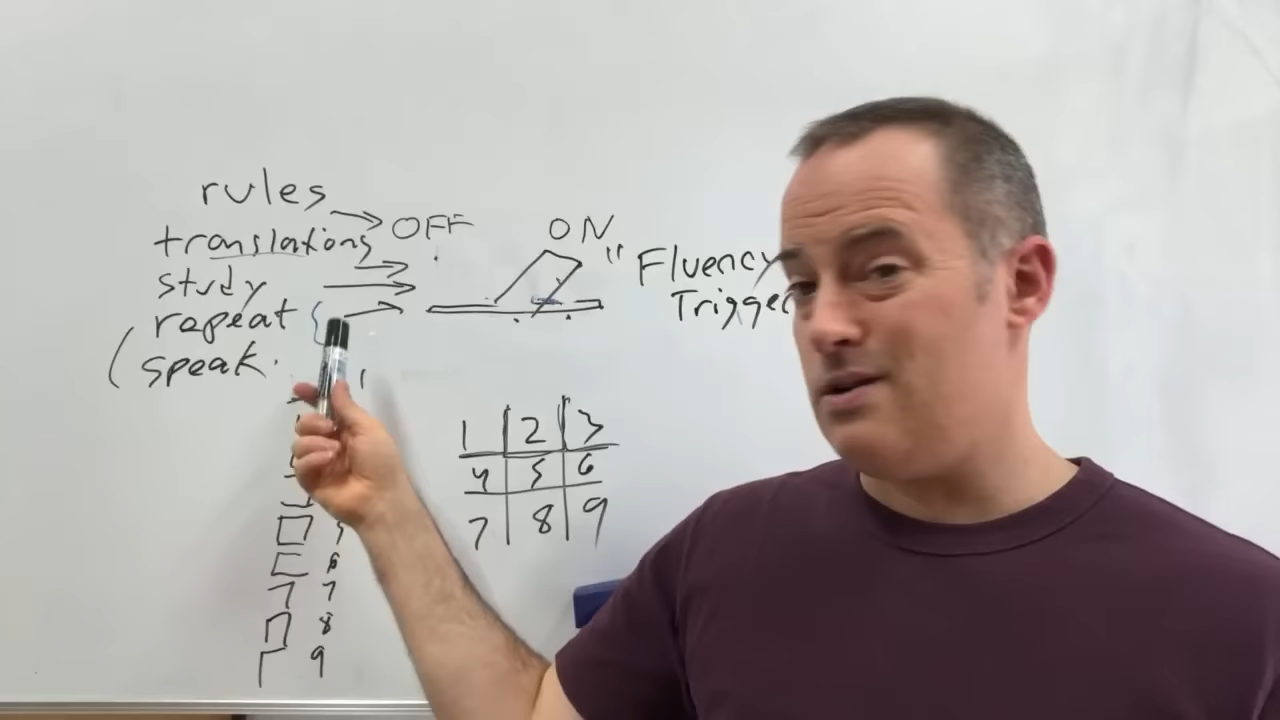 rules
translations
study
repeat
(speak.
OFF
ON
" Fluency
Trigger
1
1 2 3
4 5 6
7 8 9
6
7
8
9